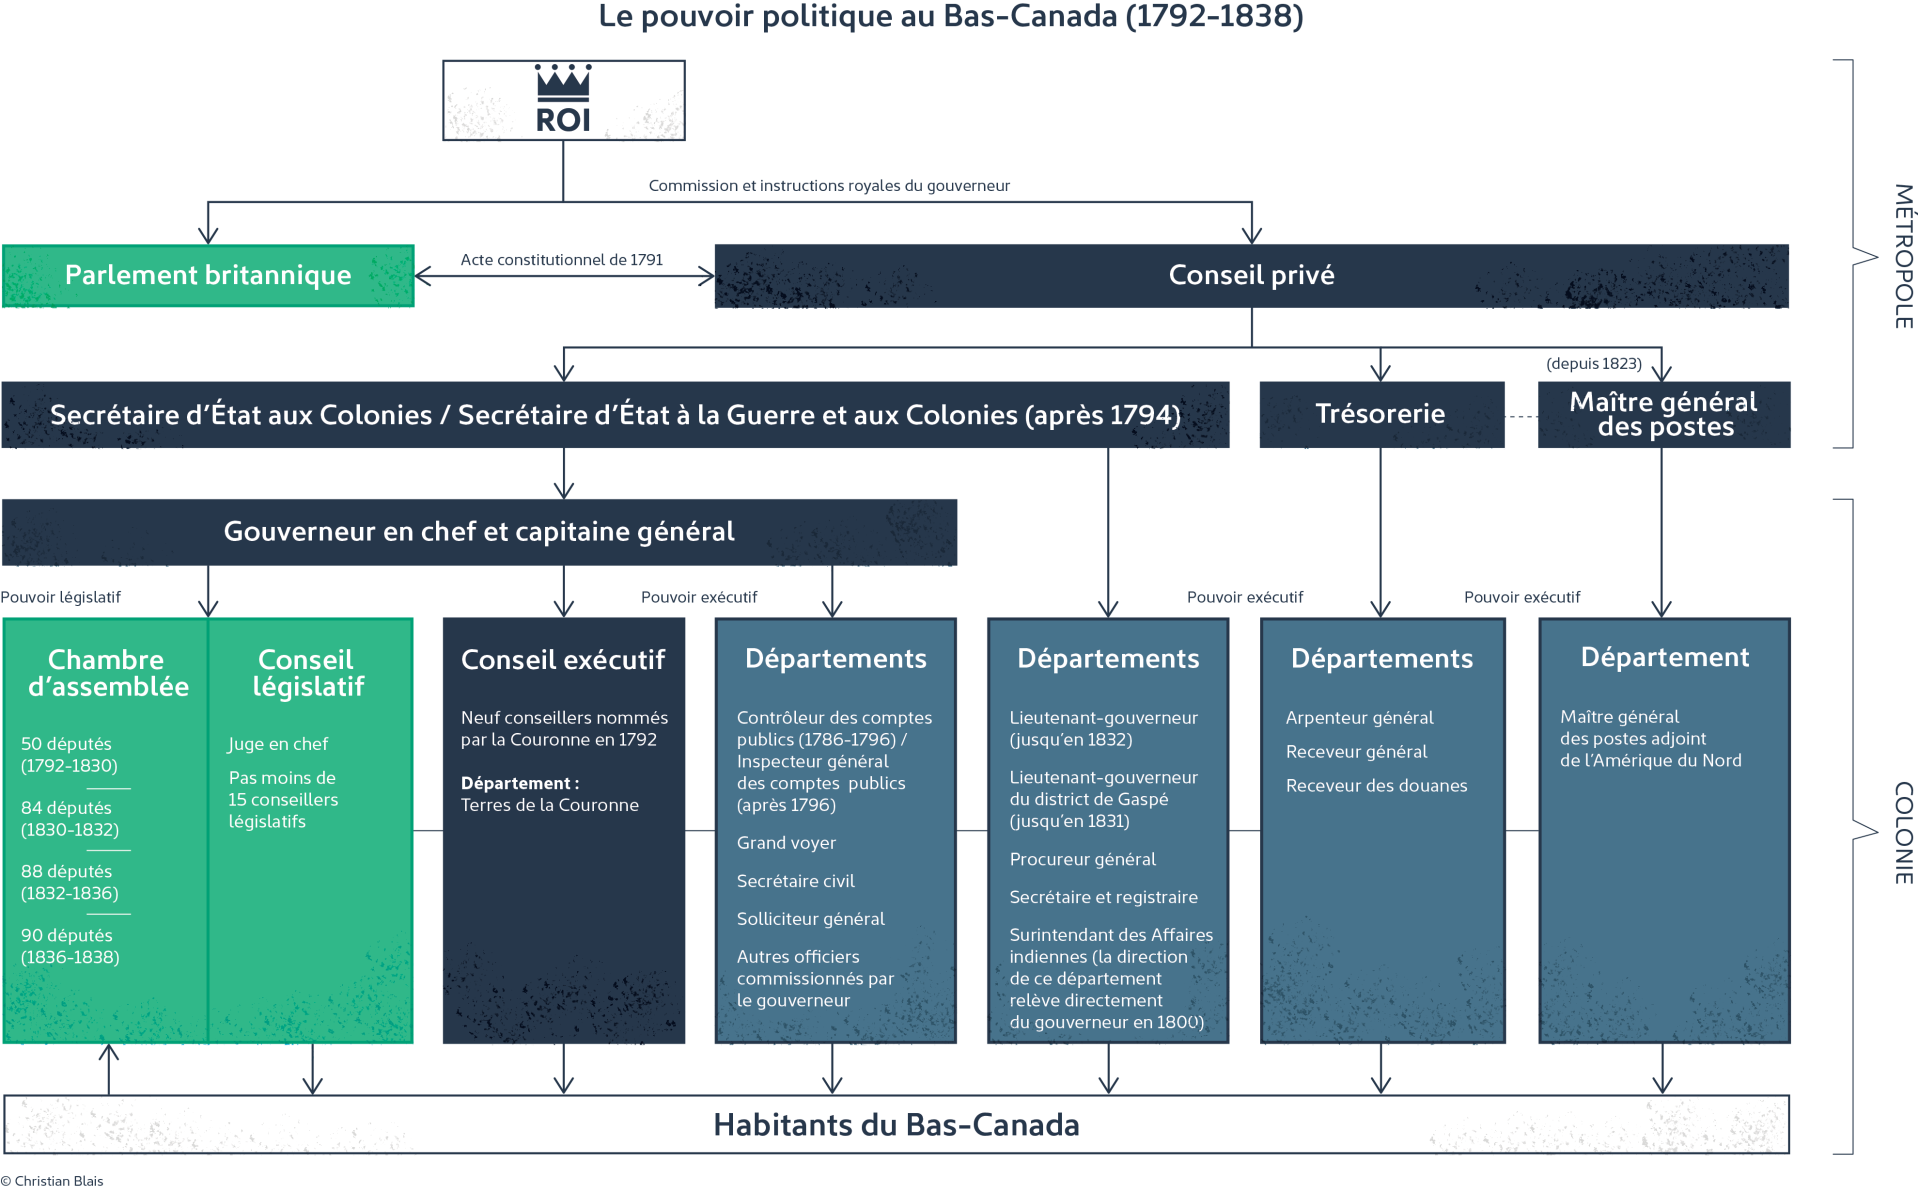 Le pouvoir politique au Bas-Canada (1792-1838)
ROI
Commission et instructions royales du gouverneur
Parlement britannique
Acte constitutionnel de 1791
Conseil privé
(depuis 1823)
Secrétaire d’État aux Colonies / Secrétaire d’État à la Guerre et aux Colonies (après 1794)
Trésorerie
Maître général
des postes
MÉTROPOLE
Gouverneur en chef et capitaine général
Pouvoir législatif
Pouvoir exécutif
Pouvoir exécutif
Pouvoir exécutif
Chambre
d’assemblée
50 députés
(1792-1830)
84 députés
(1830-1832)
88 députés
(1832-1836)
90 députés
(1836-1838)
Conseil
législatif
Juge en chef
Pas moins de
15 conseillers
législatifs
Conseil exécutif
Neuf conseillers nommés
par la Couronne en 1792
Département :
Terres de la Couronne
Départements
Contrôleur des comptes
publics (1786-1796) /
Inspecteur général
des comptes publics
(après 1796)
Grand voyer
Secrétaire civil
Solliciteur général
Autres officiers
commissionnés par
le gouverneur
Départements
Lieutenant-gouverneur
(jusqu’en 1832)
Lieutenant-gouverneur
du district de Gaspé
(jusqu’en 1831)
Procureur général
Secrétaire et registraire
Surintendant des Affaires
indiennes (la direction
de ce département
relève directement
du gouverneur en 1800)
Départements
Arpenteur général
Receveur général
Receveur des douanes
Département
Maître général
des postes adjoint
de l’Amérique du Nord
COLONIE
Habitants du Bas-Canada
© Christian Blais